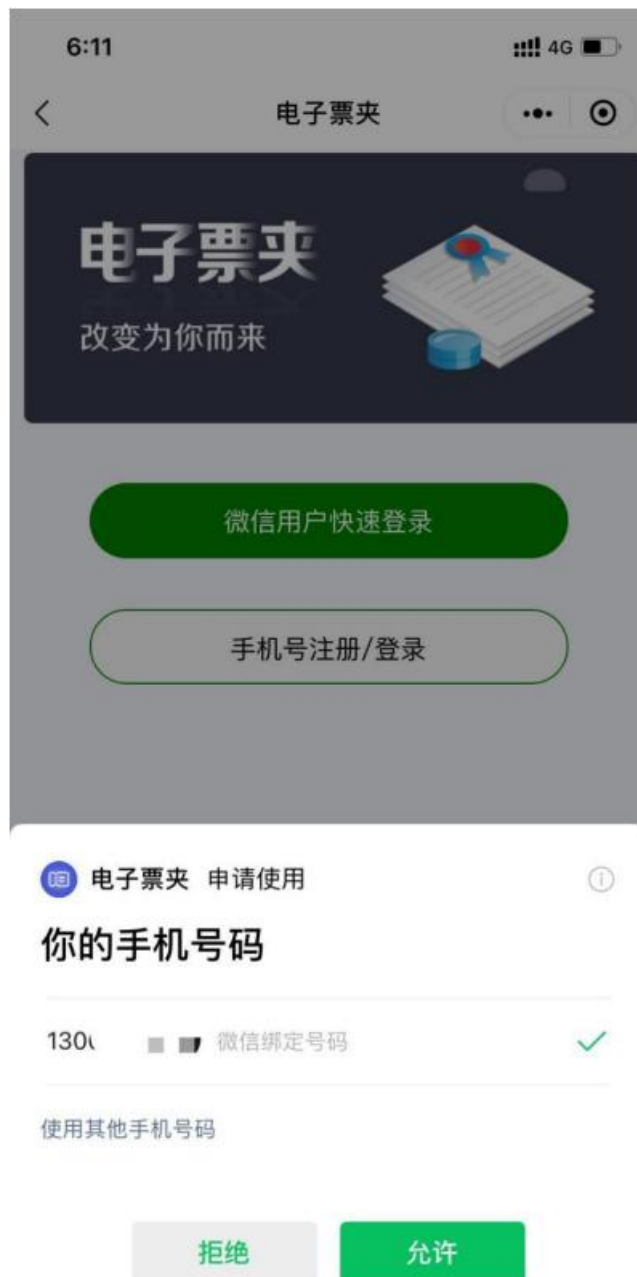 6:11
4G
电子票夹
电子票夹
改变为你而来
微信用户快速登录
手机号注册/登录
电子票夹 申请使用
你的手机号码
130 微信绑定号码
使用其他手机号码
拒绝
允许